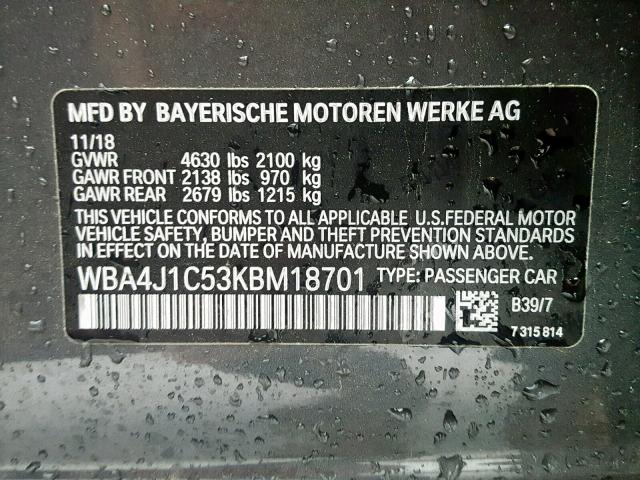 MFD BY BAYERISCHE MOTOREN WERKE AG
11/18
GVWR 4630 lbs 2100 kg
GAWR FRONT 2138 lbs 970 kg
GAWR REAR 2679 lbs 1215 kg
THIS VEHICLE CONFORMS TO ALL APPLICABLE U.S.FEDERAL MOTOR
VEHICLE SAFETY, BUMPER AND THEFT PREVENTION STANDARDS
IN EFFECT ON THE DATE OF MANUFACTURE SHOWN ABOVE.
WBA4J1C53KBM18701 TYPE: PASSENGER CAR
B39/7
7 315 814